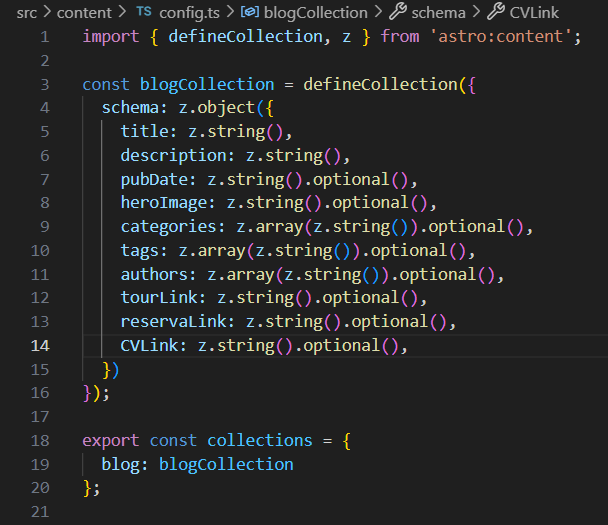 src > content > TS config.ts > blogCollection > schema > CVLink
1 import { defineCollection, z } from 'astro:content';
2
3 const blogCollection = defineCollection({
4 schema: z.object({
5 title: z.string(),
6 description: z.string(),
7 pubDate: z.string().optional(),
8 heroImage: z.string().optional(),
9 categories: z.array(z.string()).optional(),
10 tags: z.array(z.string()).optional(),
11 authors: z.array(z.string()).optional(),
12 tourLink: z.string().optional(),
13 reservaLink: z.string().optional(),
14 CVLink: z.string().optional(),
15 })
16 });
17
18 export const collections = {
19 blog: blogCollection
20 };
21